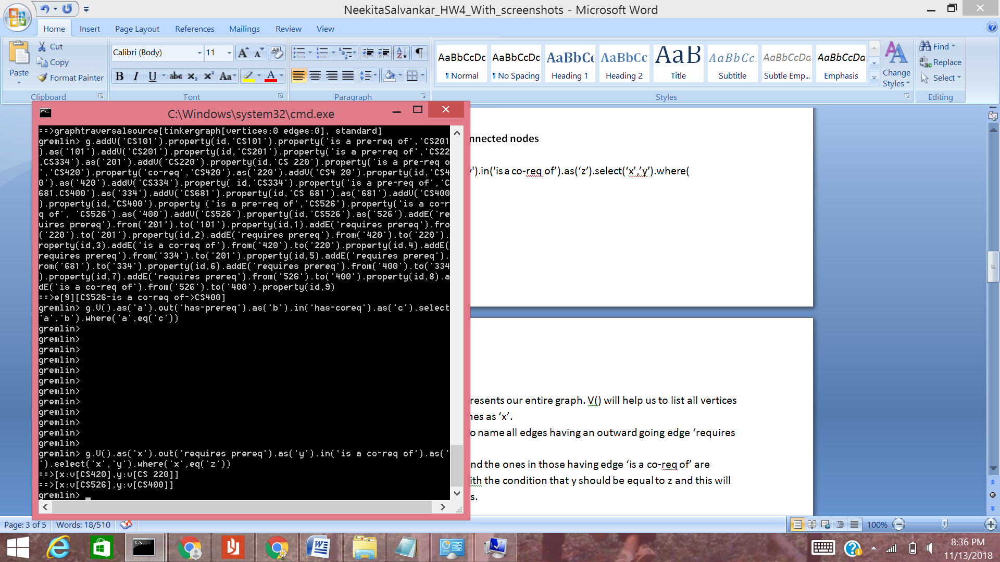 NeekitaSalvankar_HW4_With_screenshots - Microsoft Word
Home Insert Page Layout References Mailings Review View
Paste
Cut
Copy
Format Painter
Clipboard
Calibri (Body) 11
B I U abc x₂ x² Aa A
Font
Paragraph
AaBbCcDc AaBbCcDc AaBbC AaBbCc AaB AaBbCc. AaBbCcDa AaBbCcDa
¶ Normal ¶ No Spacing Heading 1 Heading 2 Title Subtitle Subtle Emp... Emphasis
Change Styles
Styles
Find
Replace
Select
Editing
C:\Windows\system32\cmd.exe
==>graphtraversalsource[tinkergraph[vertices:0 edges:0], standard]
gremlin> g.addV('CS101').property(id,'CS101').property('is a pre-req of','CS201
).as('101').addV('CS201').property(id,'CS201').property('is a pre-req of','CS22
,CS334').as('201').addV('CS220').property(id,'CS 220').property('is a pre-req o
','CS420').property('co-req','CS420').as('220').addV('CS4 20').property(id,'CS4
0').as('420').addV('CS334').property( id,'CS334').property('is a pre-req of','C
681,CS400').as('334').addV('CS681').property(id,'CS 681').as('681').addV('CS400
).property(id,'CS400').property ('is a pre-req of','CS526').property('is a co-r
q of', 'CS526').as('400').addV('CS526').property(id,'CS526').as('526').addE('re
uires prereq').from('201').to('101').property(id,1).addE('requires prereq').fro
('220').to('201').property(id,2).addE('requires prereq').from('420').to('220').
roperty(id,3).addE('is a co-req of').from('420').to('220').property(id,4).addE(
requires prereq').from('334').to('201').property(id,5).addE('requires prereq').
rom('681').to('334').property(id,6).addE('requires prereq').from('400').to('334
).property(id,7).addE('requires prereq').from('526').to('400').property(id,8).a
dE('is a co-req of').from('526').to('400').property(id,9)
==>e[9][CS526-is a co-req of->CS400]
gremlin> g.V().as('a').out('has-prereq').as('b').in('has-coreq').as('c').select
'a','b').where('a',eq('c'))
gremlin>
gremlin>
gremlin>
gremlin>
gremlin>
gremlin>
gremlin>
gremlin>
gremlin>
gremlin>
gremlin>
gremlin>
gremlin> g.V().as('x').out('requires prereq').as('y').in('is a co-req of').as('
').select('x','y').where('x',eq('z'))
==>[x:v[CS420],y:v[CS 220]]
==>[x:v[CS526],y:v[CS400]]
gremlin>
nnected nodes
y').in('is a co-req of').as(‘z’).select(‘x’,’y’).where(
resents our entire graph. V() will help us to list all vertices
nes as ‘x’.
o name all edges having an outward going edge ‘requires
nd the ones in those having edge ‘is a co-req of’ are
ith the condition that y should be equal to z and this will
s.
Page: 3 of 5 Words: 18/510
100%
8:36 PM
11/13/2018